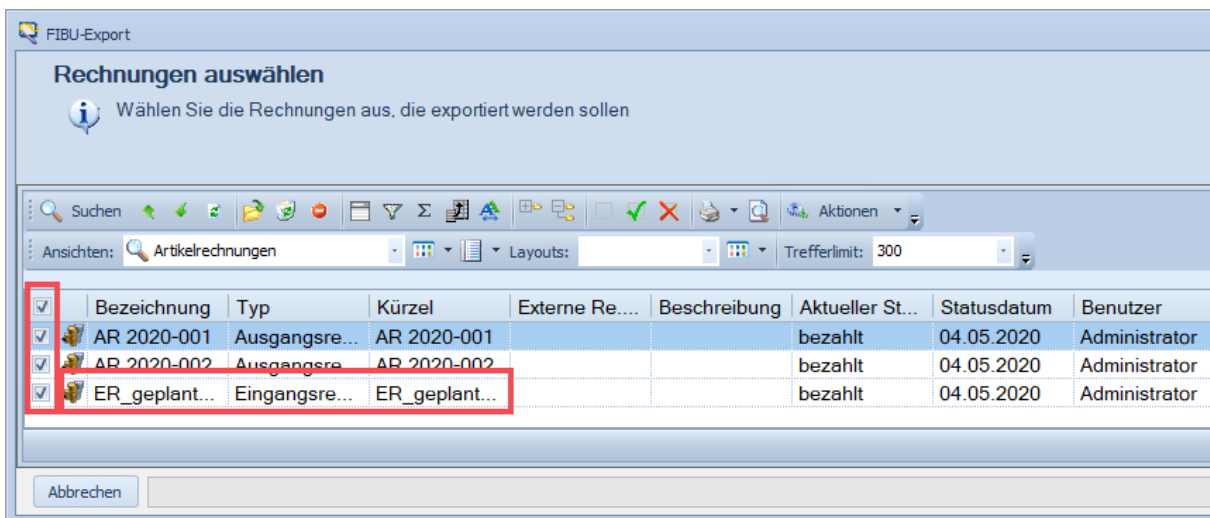 FIBU-Export
Rechnungen auswählen
Wählen Sie die Rechnungen aus, die exportiert werden sollen
Suchen Σ Aktionen
Ansichten: Artikelrechnungen Layouts: Trefferlimit: 300
Bezeichnung Typ Kürzel Externe Re.... Beschreibung Aktueller St... Statusdatum Benutzer
AR 2020-001 Ausgangsre... AR 2020-001 bezahlt 04.05.2020 Administrator
AR 2020-002 Ausgangsre... AR 2020-002 bezahlt 04.05.2020 Administrator
ER_geplant... Eingangsre... ER_geplant... bezahlt 04.05.2020 Administrator
Abbrechen